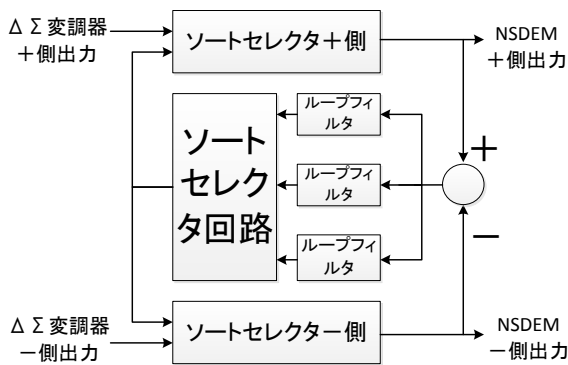 ΔΣ変調器
＋側出力
ソートセレクタ＋側
NSDEM
＋側出力
ループフィ
ルタ
ソート
セレク
タ回路
ループフィ
ルタ
ループフィ
ルタ
＋
－
ΔΣ変調器
－側出力
ソートセレクタ－側
NSDEM
－側出力